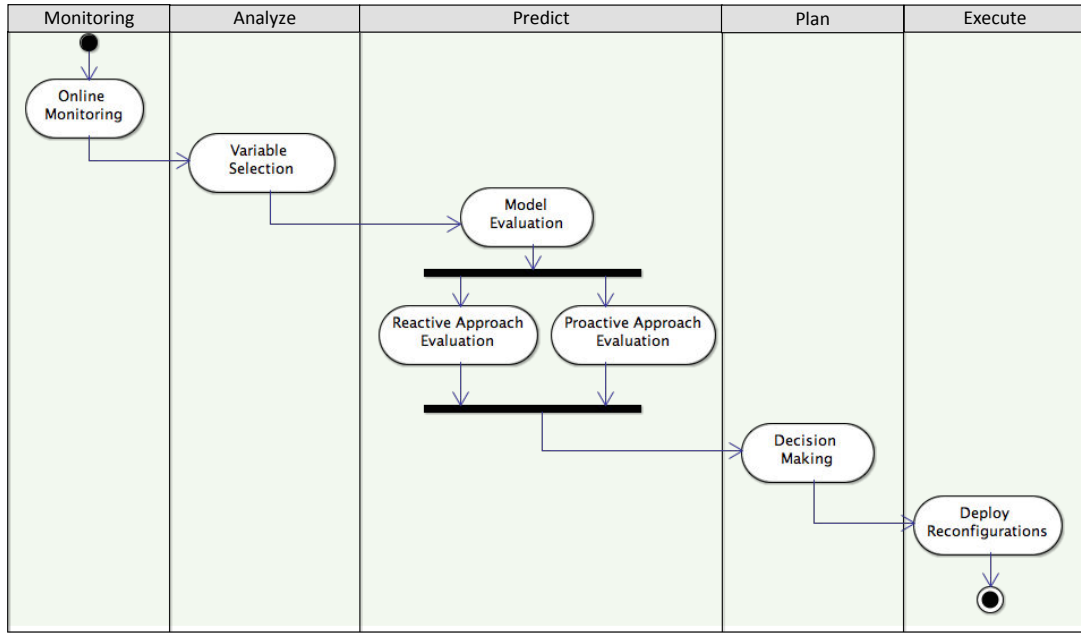 Monitoring
Analyze
Predict
Plan
Execute
Online
Monitoring
Variable
Selection
Model
Evaluation
Reactive Approach
Evaluation
Proactive Approach
Evaluation
Decision
Making
Deploy
Reconfigurations